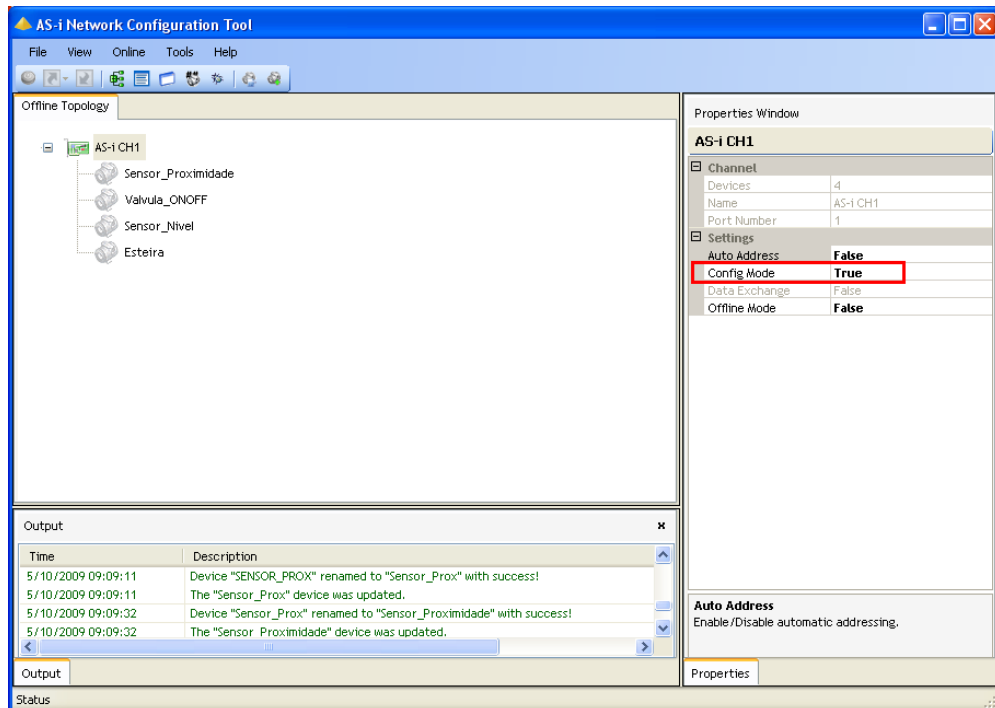 AS-i Network Configuration Tool
File View Online Tools Help
Offline Topology
AS-i CH1
Sensor_Proximidade
Valvula_ONOFF
Sensor_Nivel
Esteira
Output
Time Description
5/10/2009 09:09:11 Device "SENSOR_PROX" renamed to "Sensor_Prox" with success!
5/10/2009 09:09:11 The "Sensor_Prox" device was updated.
5/10/2009 09:09:32 Device "Sensor_Prox" renamed to "Sensor_Proximidade" with success!
5/10/2009 09:09:32 The "Sensor_Proximidade" device was updated.
Output
Properties Window
AS-i CH1
Channel
Devices 4
Name AS-i CH1
Port Number 1
Settings
Auto Address False
Config Mode True
Data Exchange False
Offline Mode False
Auto Address
Enable/Disable automatic addressing.
Properties
Status